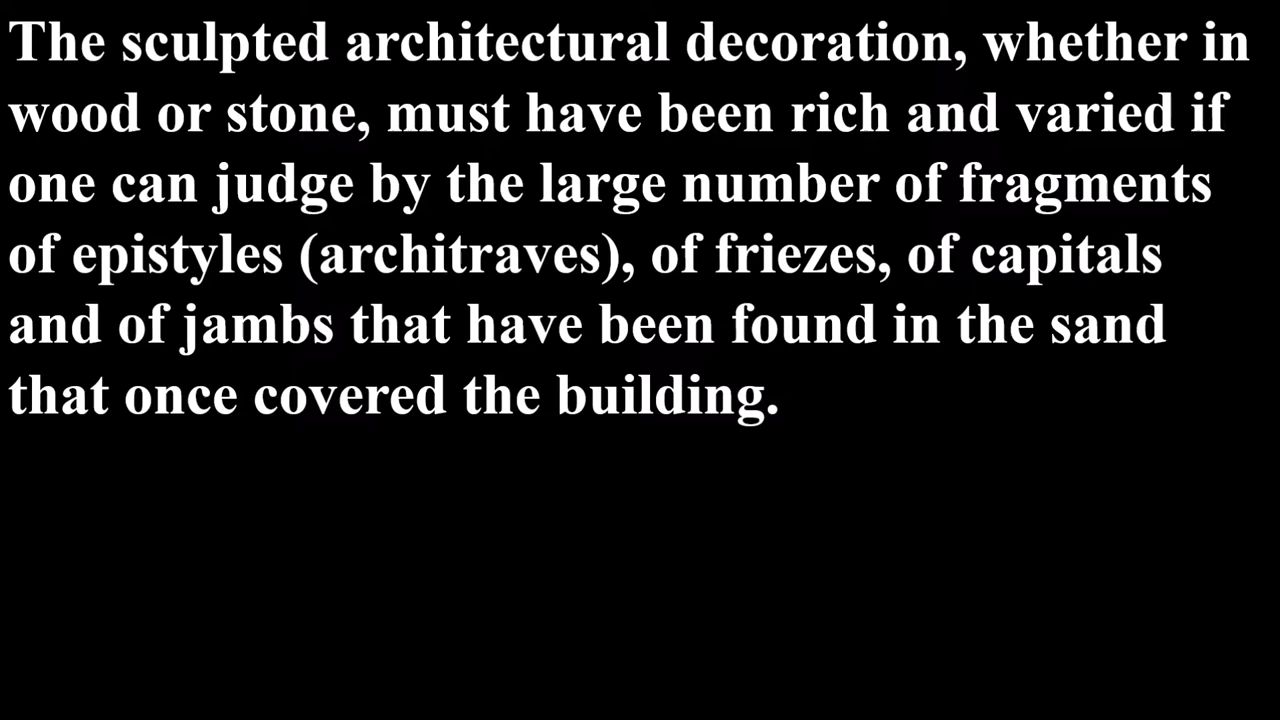 The sculpted architectural decoration, whether in
wood or stone, must have been rich and varied if
one can judge by the large number of fragments
of epistyles (architraves), of friezes, of capitals
and of jambs that have been found in the sand
that once covered the building.